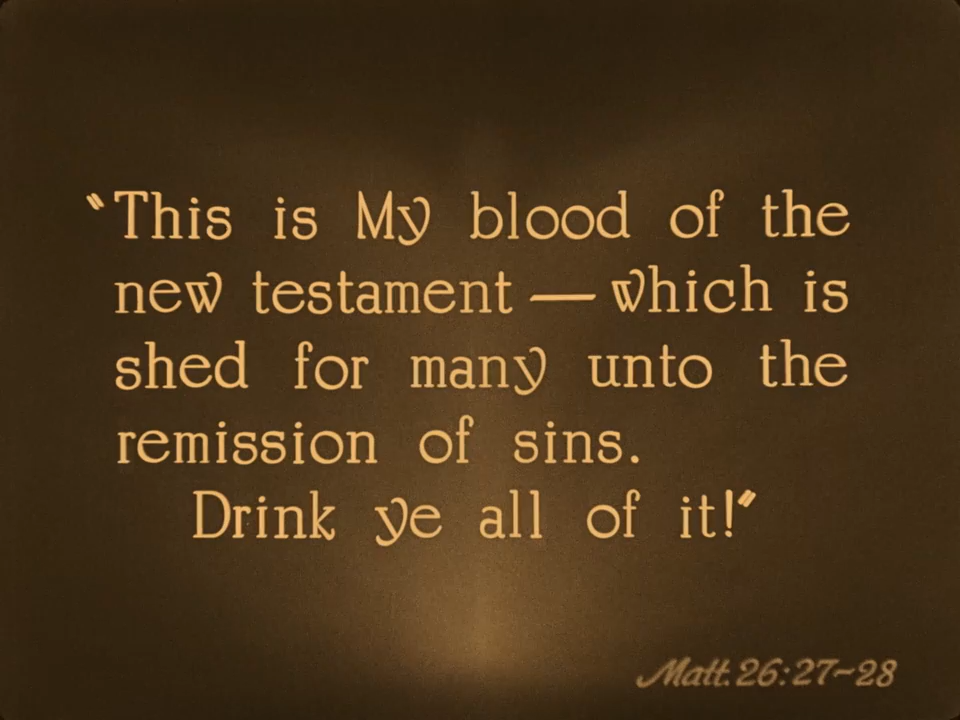 "This is My blood of the
new testament — which is
shed for many unto the
remission of sins.
Drink ye all of it!"
Matt. 26:27~28